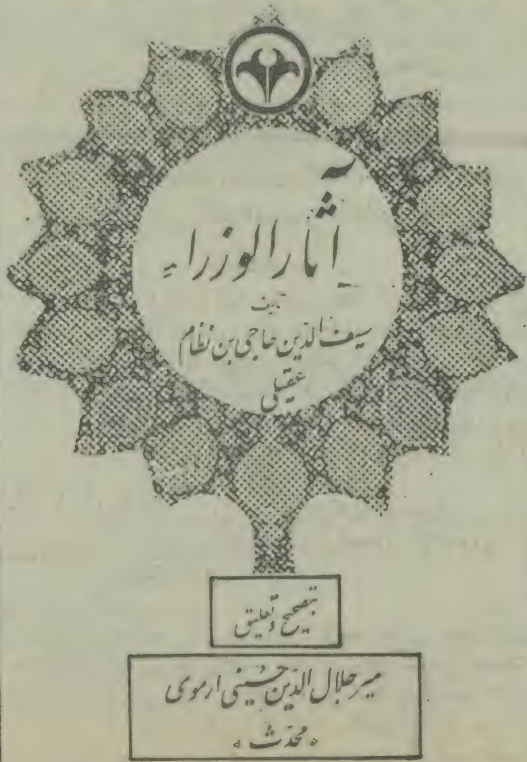 آثار الوزراء
تألیف
سیف الدین حاجی بن نظام
عقیلی
بتصحیح و تعلیق
میر جلال الدین حسینی ارموی
« محدث »